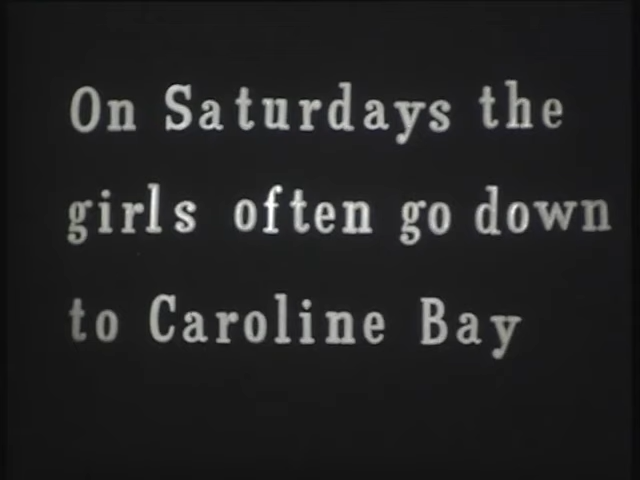 On Saturdays the
girls often go down
to Caroline Bay